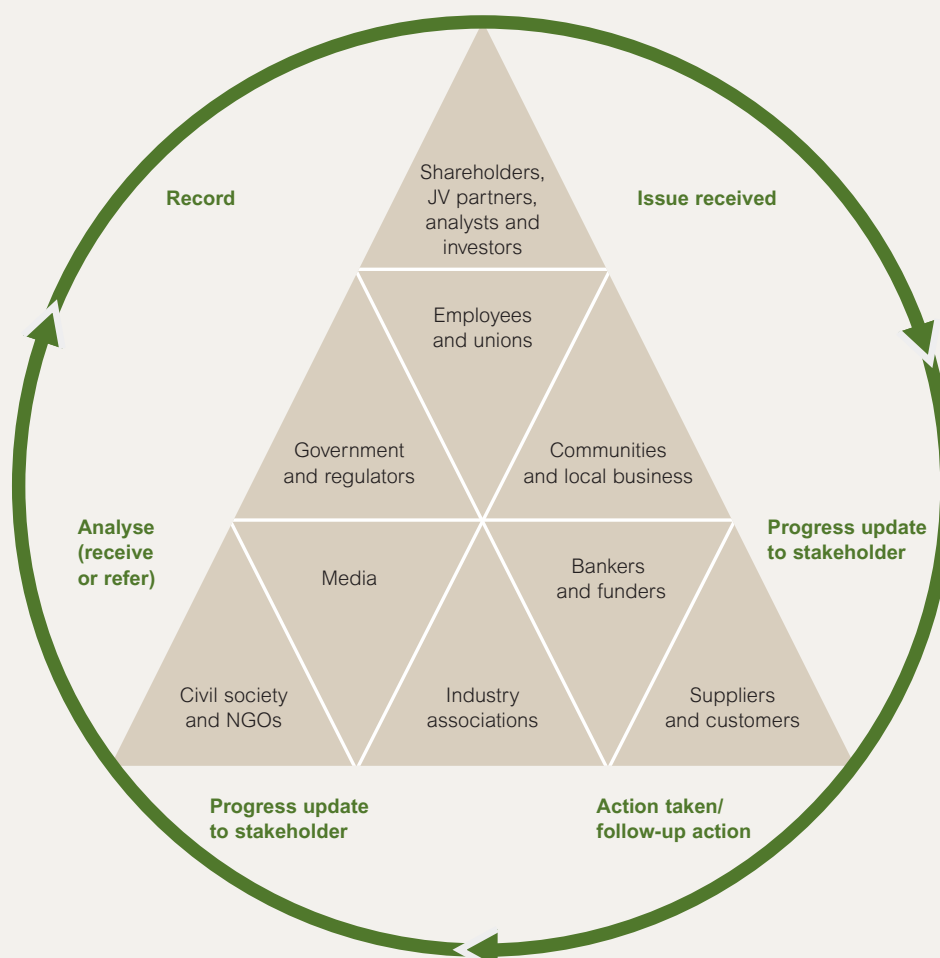 Shareholders,
JV partners,
analysts and
investors
Record
Issue received
Employees
and unions
Government
and regulators
Communities
and local business
Analyse
(receive
or refer)
Media
Bankers
and funders
Progress update
to stakeholder
Civil society
and NGOs
Industry
associations
Suppliers
and customers
Progress update
to stakeholder
Action taken/
follow-up action